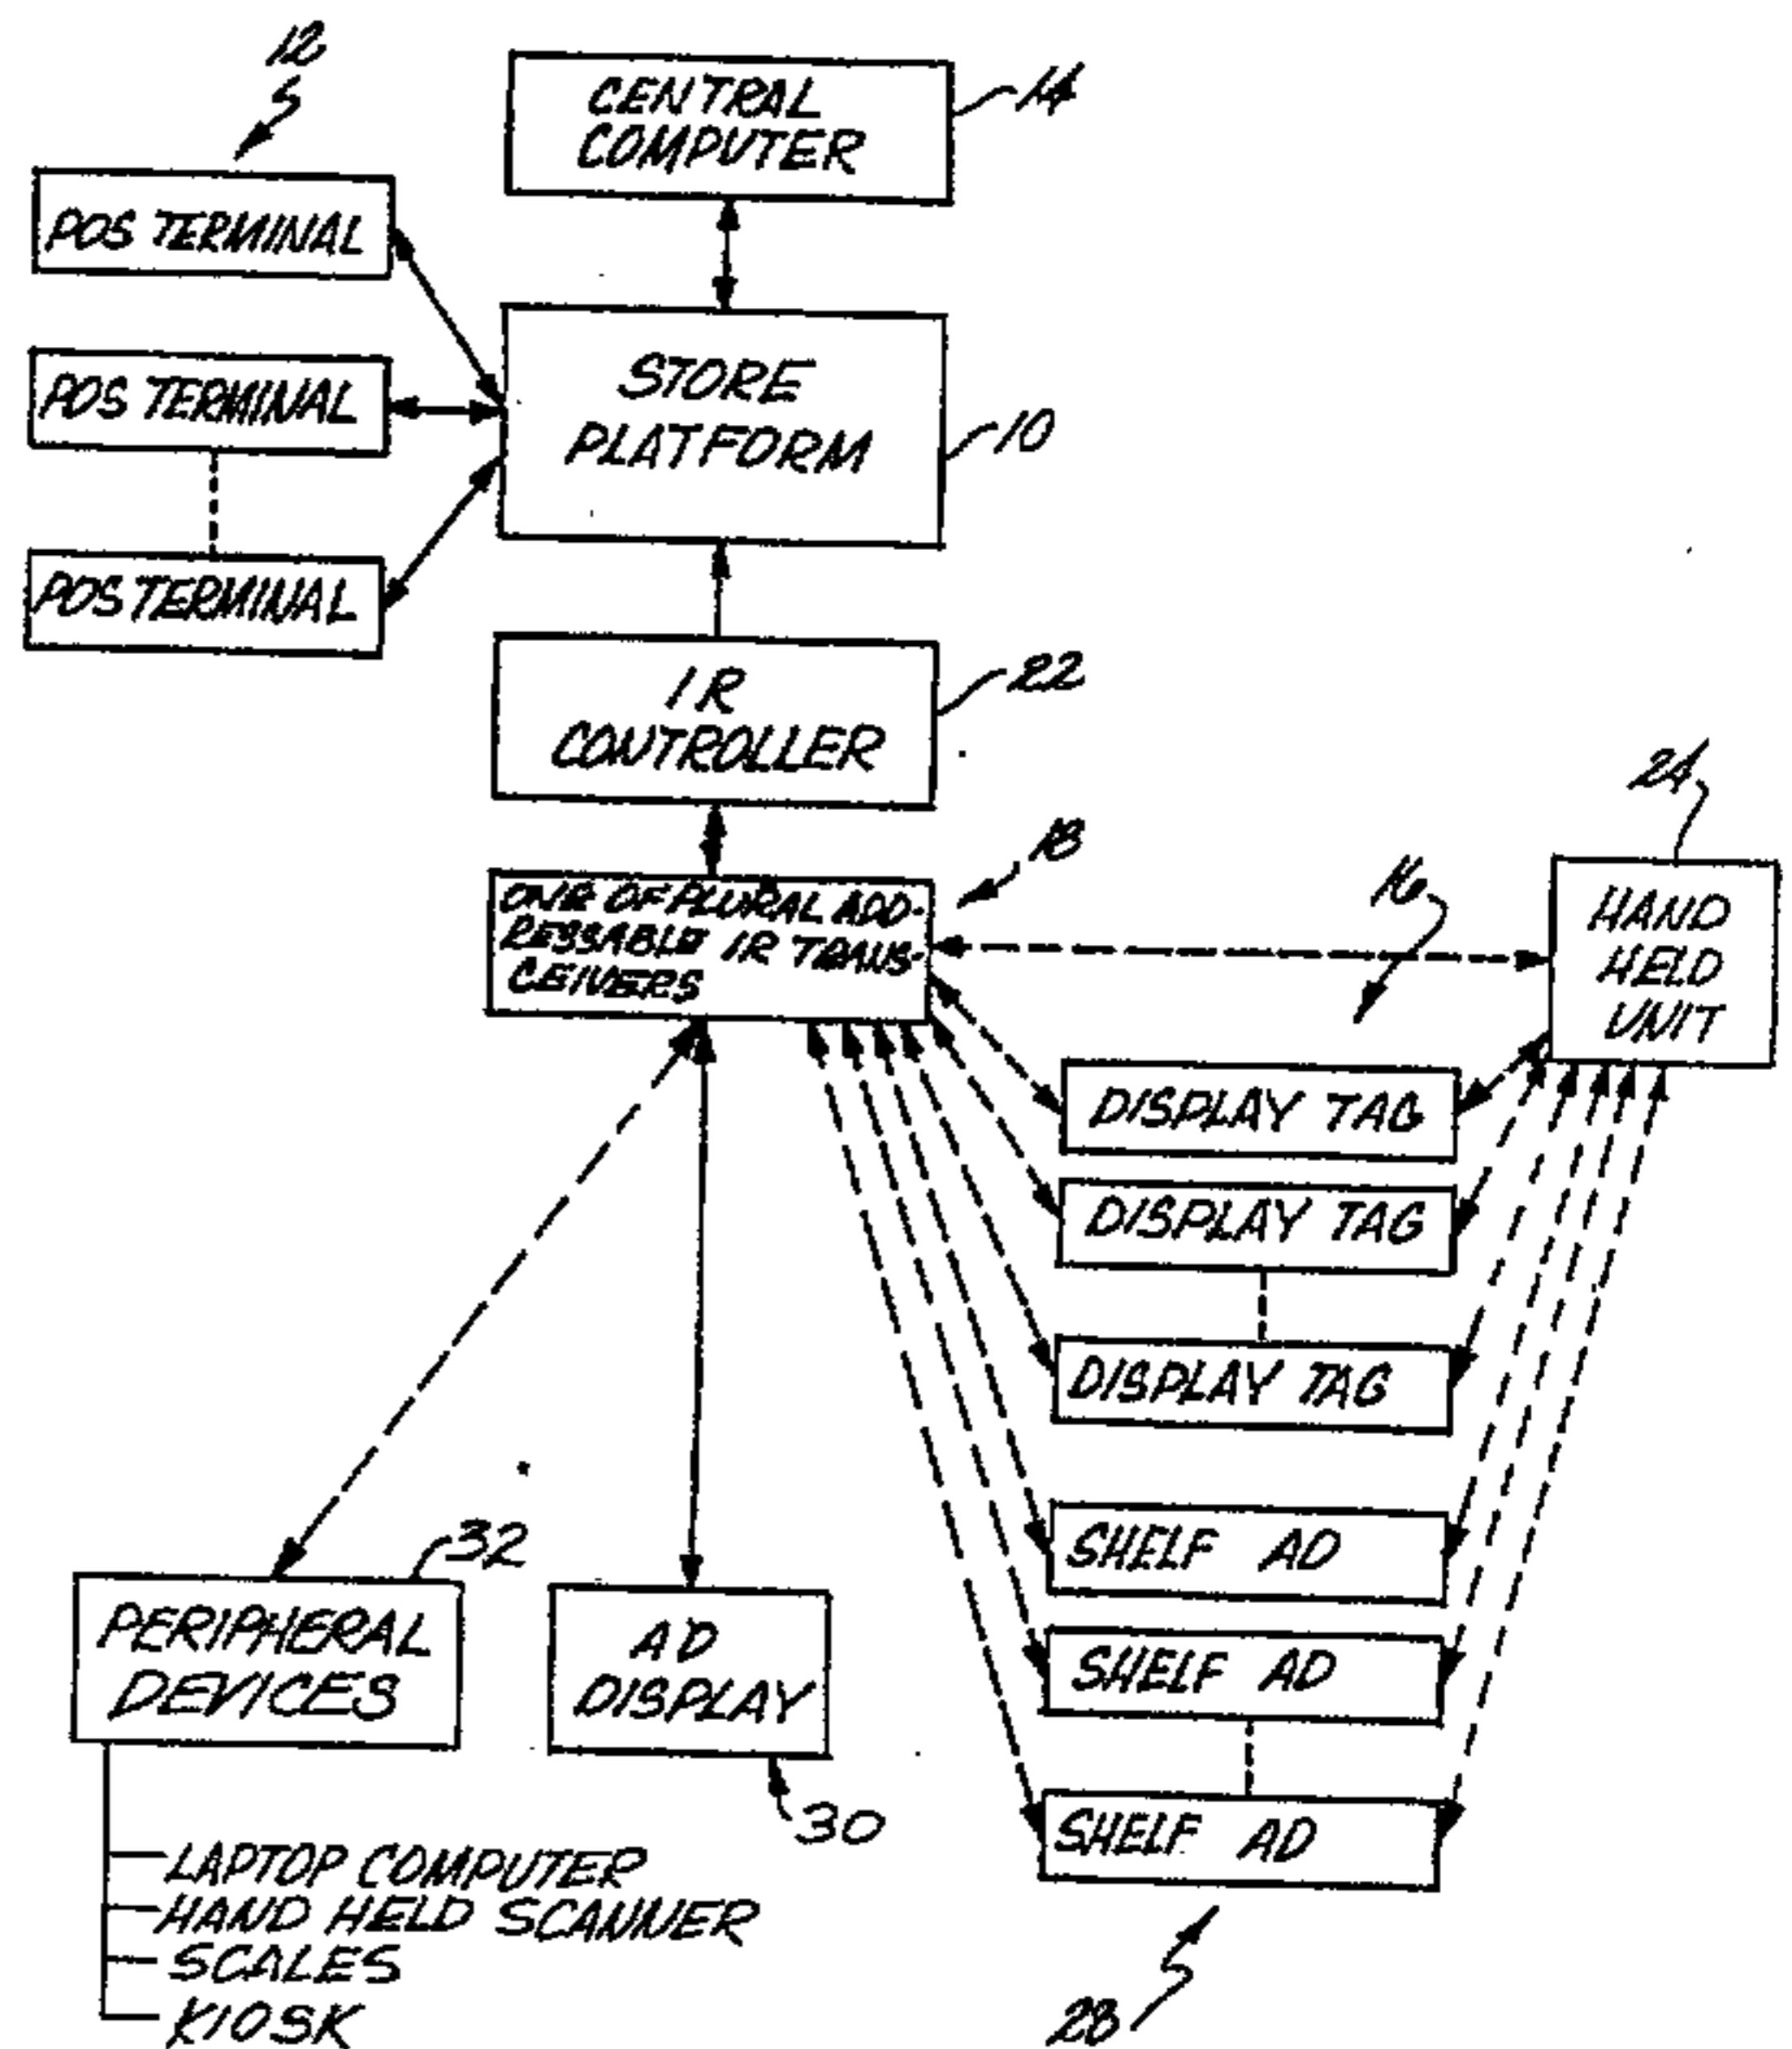 12
CENTRAL
COMPUTER
14
POS TERMINAL
POS TERMINAL
POS TERMINAL
STORE
PLATFORM
10
IR
CONTROLLER
22
ONE OF PLURAL ADD-
RESSABLE IR TRANS-
CEIVERS
18
16
24
HAND
HELD
UNIT
DISPLAY TAG
DISPLAY TAG
DISPLAY TAG
SHELF AD
SHELF AD
SHELF AD
28
32
PERIPHERAL
DEVICES
AD
DISPLAY
30
LAPTOP COMPUTER
HAND HELD SCANNER
SCALES
KIOSK